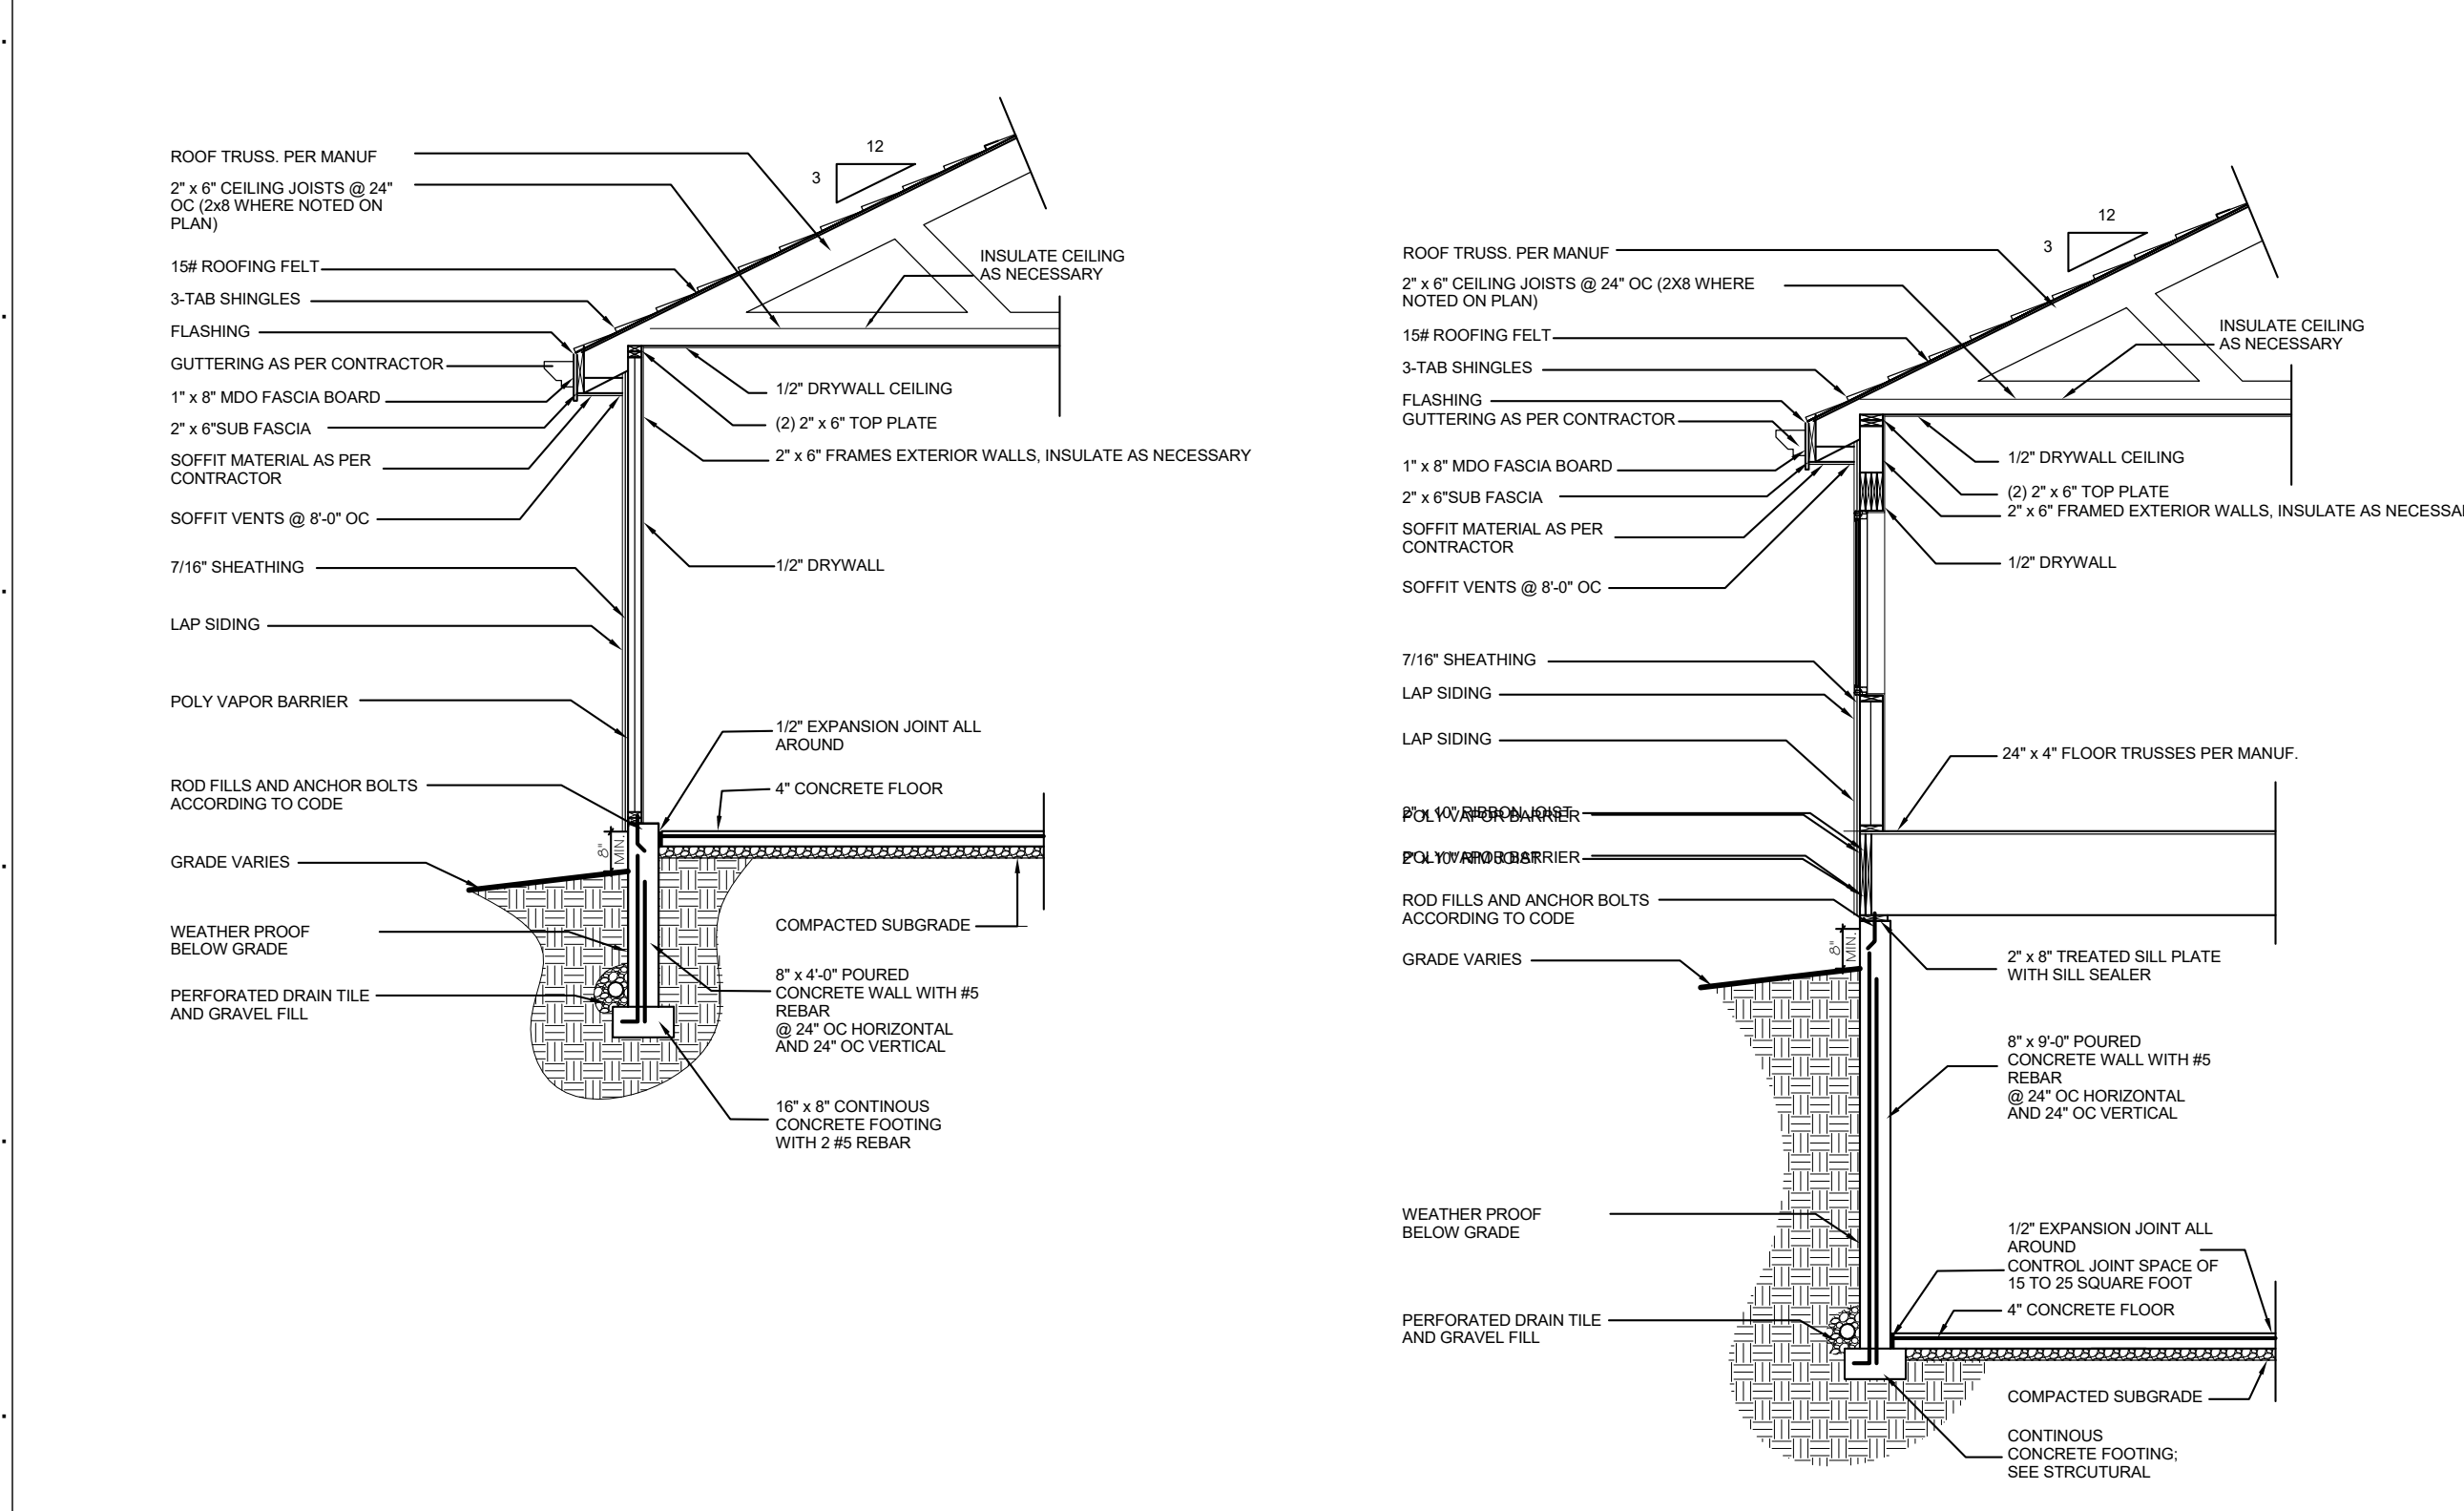 12
3
ROOF TRUSS. PER MANUF
2" x 6" CEILING JOISTS @ 24"
OC (2x8 WHERE NOTED ON
PLAN)
15# ROOFING FELT
3-TAB SHINGLES
FLASHING
GUTTERING AS PER CONTRACTOR
1" x 8" MDO FASCIA BOARD
2" x 6"SUB FASCIA
SOFFIT MATERIAL AS PER
CONTRACTOR
SOFFIT VENTS @ 8'-0" OC
7/16" SHEATHING
LAP SIDING
POLY VAPOR BARRIER
ROD FILLS AND ANCHOR BOLTS
ACCORDING TO CODE
GRADE VARIES
WEATHER PROOF
BELOW GRADE
PERFORATED DRAIN TILE
AND GRAVEL FILL
8"
MIN.
INSULATE CEILING
AS NECESSARY
1/2" DRYWALL CEILING
(2) 2" x 6" TOP PLATE
2" x 6" FRAMES EXTERIOR WALLS, INSULATE AS NECESSARY
1/2" DRYWALL
1/2" EXPANSION JOINT ALL
AROUND
4" CONCRETE FLOOR
COMPACTED SUBGRADE
8" x 4'-0" POURED
CONCRETE WALL WITH #5
REBAR
@ 24" OC HORIZONTAL
AND 24" OC VERTICAL
16" x 8" CONTINOUS
CONCRETE FOOTING
WITH 2 #5 REBAR
12
3
ROOF TRUSS. PER MANUF
2" x 6" CEILING JOISTS @ 24" OC (2X8 WHERE
NOTED ON PLAN)
15# ROOFING FELT
3-TAB SHINGLES
FLASHING
GUTTERING AS PER CONTRACTOR
1" x 8" MDO FASCIA BOARD
2" x 6"SUB FASCIA
SOFFIT MATERIAL AS PER
CONTRACTOR
SOFFIT VENTS @ 8'-0" OC
7/16" SHEATHING
LAP SIDING
LAP SIDING
2" x 10" RIBBON JOIST
POLY VAPOR BARRIER
POLY VAPOR BARRIER
2" x 10" RIM JOIST
ROD FILLS AND ANCHOR BOLTS
ACCORDING TO CODE
GRADE VARIES
WEATHER PROOF
BELOW GRADE
PERFORATED DRAIN TILE
AND GRAVEL FILL
8"
MIN.
INSULATE CEILING
AS NECESSARY
1/2" DRYWALL CEILING
(2) 2" x 6" TOP PLATE
2" x 6" FRAMED EXTERIOR WALLS, INSULATE AS NECESSA
1/2" DRYWALL
24" x 4" FLOOR TRUSSES PER MANUF.
2" x 8" TREATED SILL PLATE
WITH SILL SEALER
8" x 9'-0" POURED
CONCRETE WALL WITH #5
REBAR
@ 24" OC HORIZONTAL
AND 24" OC VERTICAL
1/2" EXPANSION JOINT ALL
AROUND
CONTROL JOINT SPACE OF
15 TO 25 SQUARE FOOT
4" CONCRETE FLOOR
COMPACTED SUBGRADE
CONTINOUS
CONCRETE FOOTING;
SEE STRCUTURAL